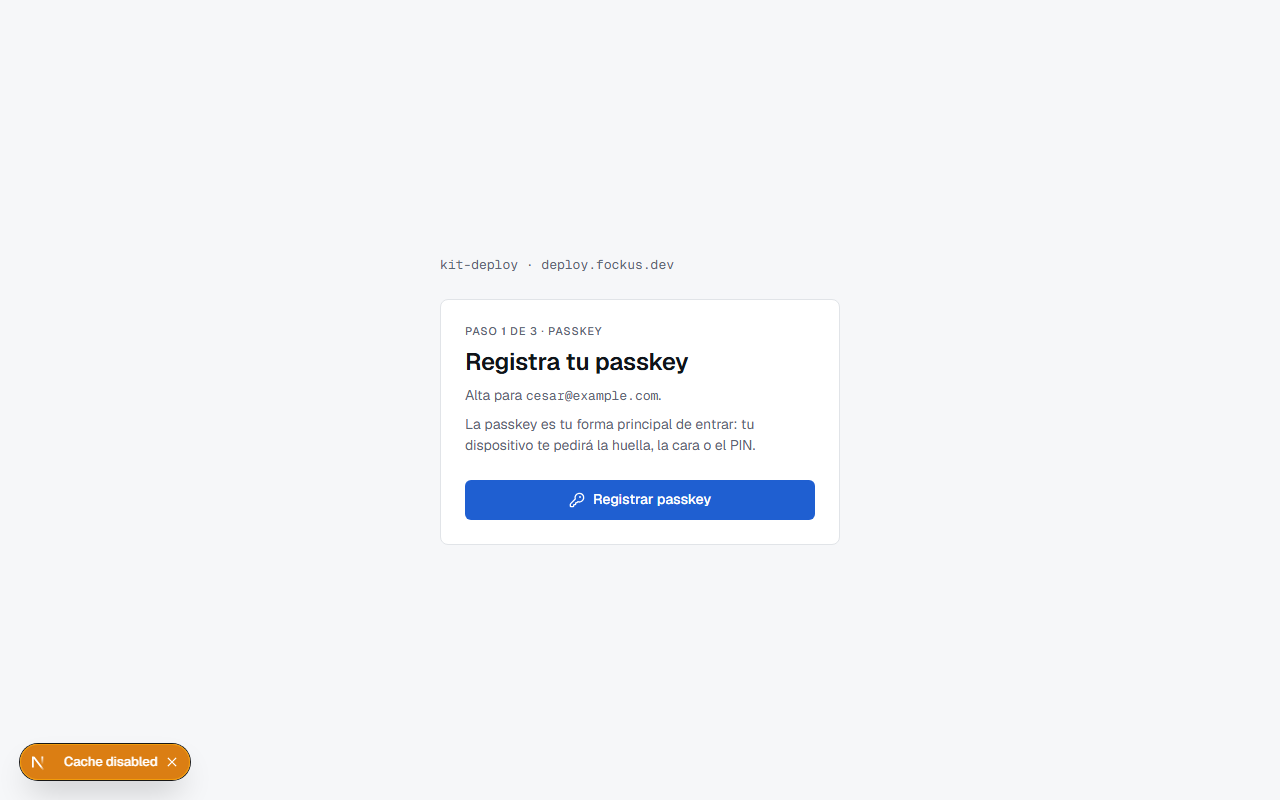 kit-deploy · deploy.fockus.dev
PASO 1 DE 3 · PASSKEY
Registra tu passkey
Alta para cesar@example.com.
La passkey es tu forma principal de entrar: tu
dispositivo te pedirá la huella, la cara o el PIN.
Registrar passkey
Cache disabled